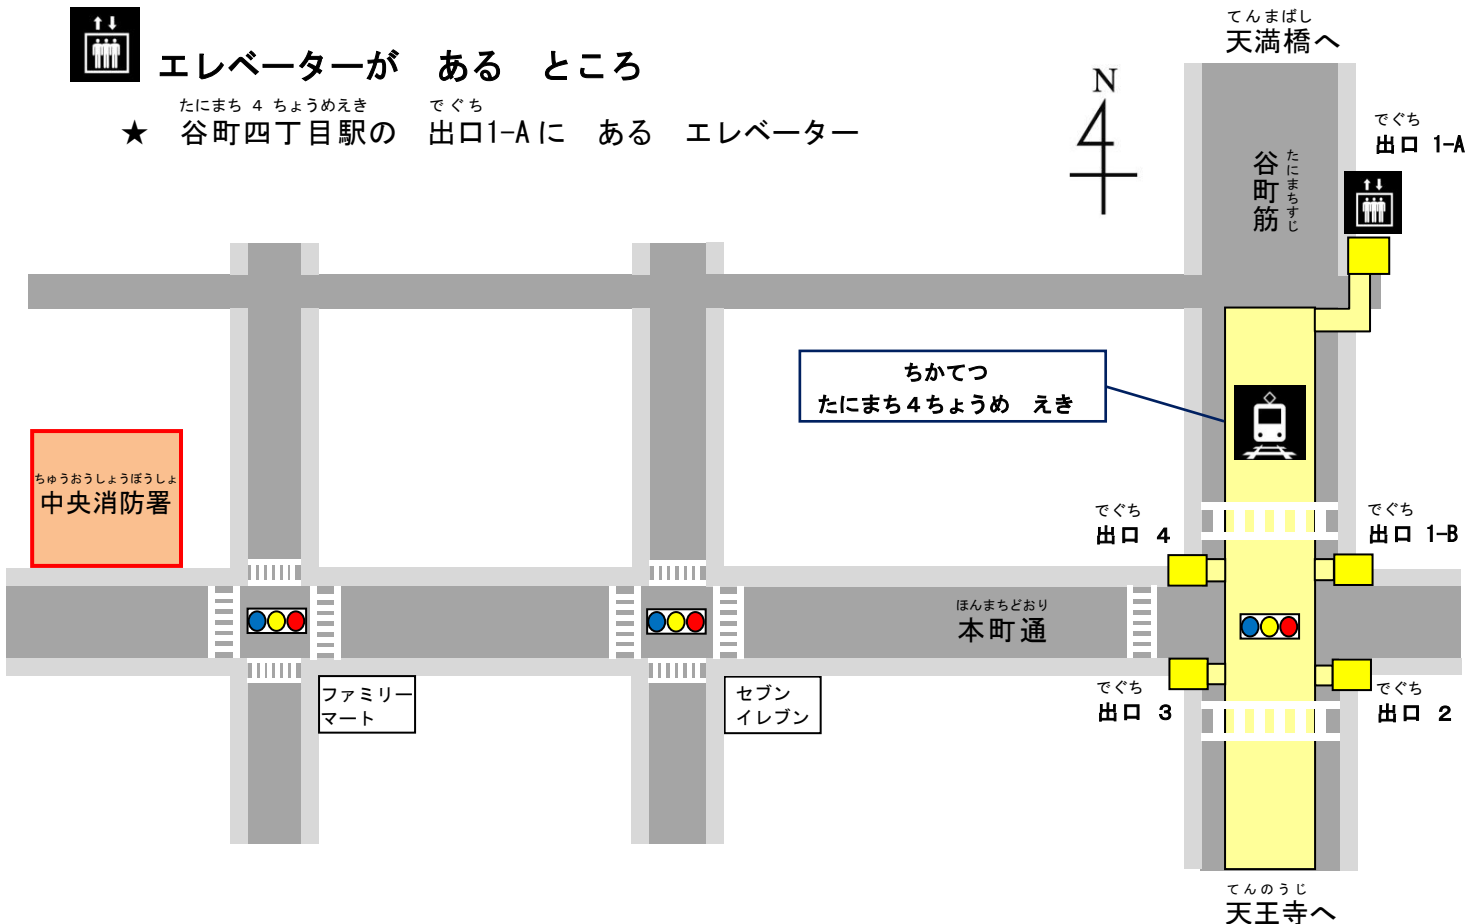 エレベーターが ある ところ
たにまち 4 ちょうめえき でぐち
★ 谷町四丁目駅の 出口1-Aに ある エレベーター
てんまばし
天満橋へ
N
でぐち
出口 1-A
たにまちすじ
谷町筋
ちかてつ
たにまち4ちょうめ えき
ちゅうおうしょうぼうしょ
中央消防署
でぐち
出口 4
でぐち
出口 1-B
ほんまちどおり
本町通
ファミリー
マート
セブン
イレブン
でぐち
出口 3
でぐち
出口 2
てんのうじ
天王寺へ